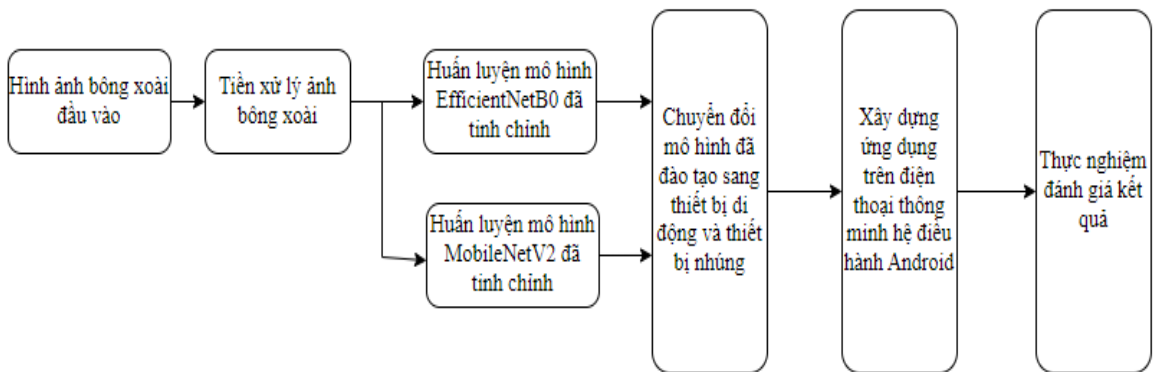 Hình ảnh bông xoài
đầu vào
Tiền xử lý ảnh
bông xoài
Huấn luyện mô hình
EfficientNetB0 đã
tinh chỉnh
Huấn luyện mô hình
MobileNetV2 đã
tinh chỉnh
Chuyển đổi
mô hình đã
đào tạo sang
thiết bị di
động và thiết
bị nhúng
Xây dựng
ứng dụng
trên điện
thoại thông
minh hệ điều
hành Android
Thực nghiệm
đánh giá kết
quả